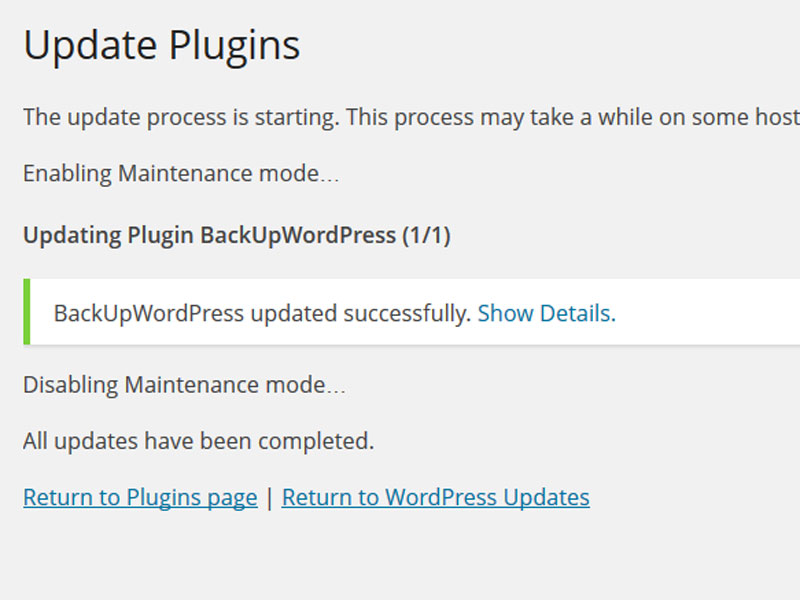 Update Plugins
The update process is starting. This process may take a while on some host
Enabling Maintenance mode…
Updating Plugin BackUpWordPress (1/1)
BackUpWordPress updated successfully. Show Details.
Disabling Maintenance mode…
All updates have been completed.
Return to Plugins page | Return to WordPress Updates